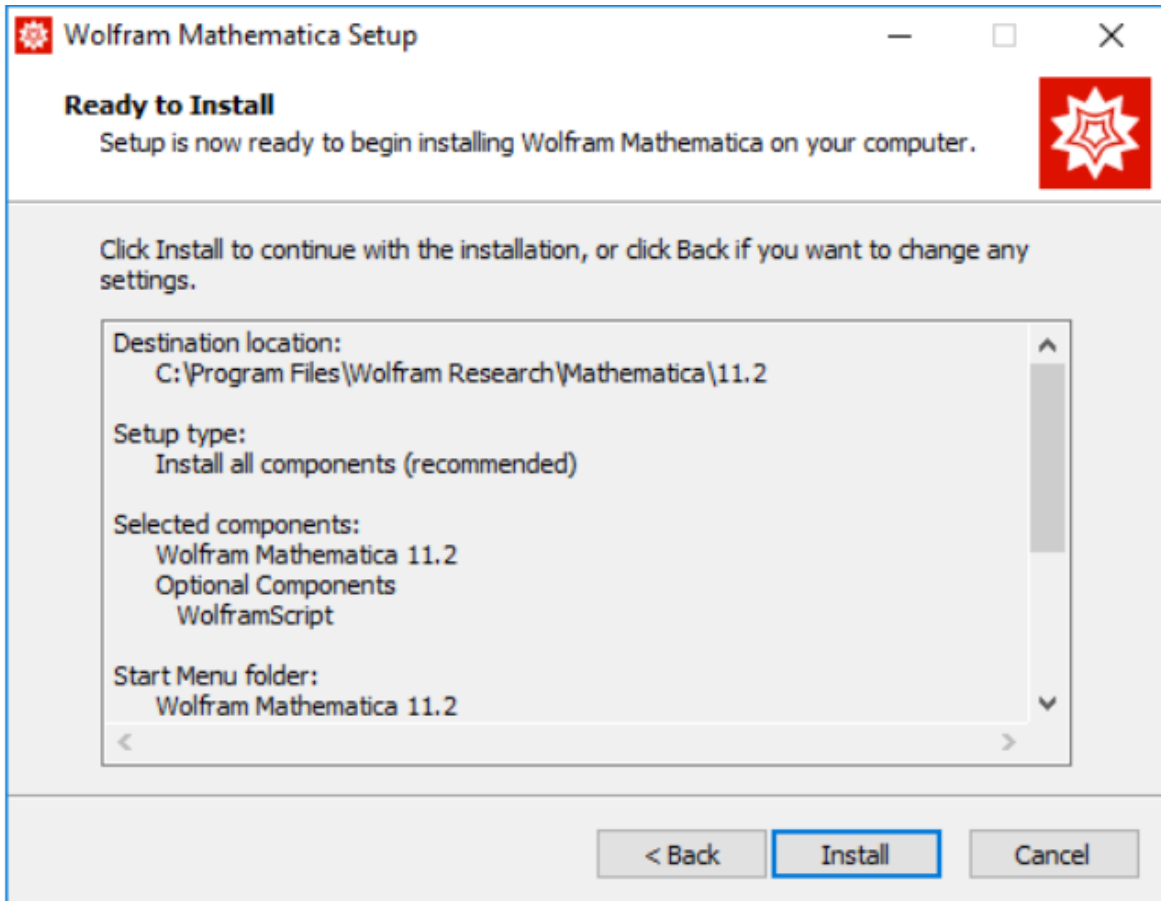 Wolfram Mathematica Setup
Ready to Install
Setup is now ready to begin installing Wolfram Mathematica on your computer.
Click Install to continue with the installation, or click Back if you want to change any
settings.
Destination location:
C:\Program Files\Wolfram Research\Mathematica\11.2
Setup type:
Install all components (recommended)
Selected components:
Wolfram Mathematica 11.2
Optional Components
WolframScript
Start Menu folder:
Wolfram Mathematica 11.2
< Back Install Cancel